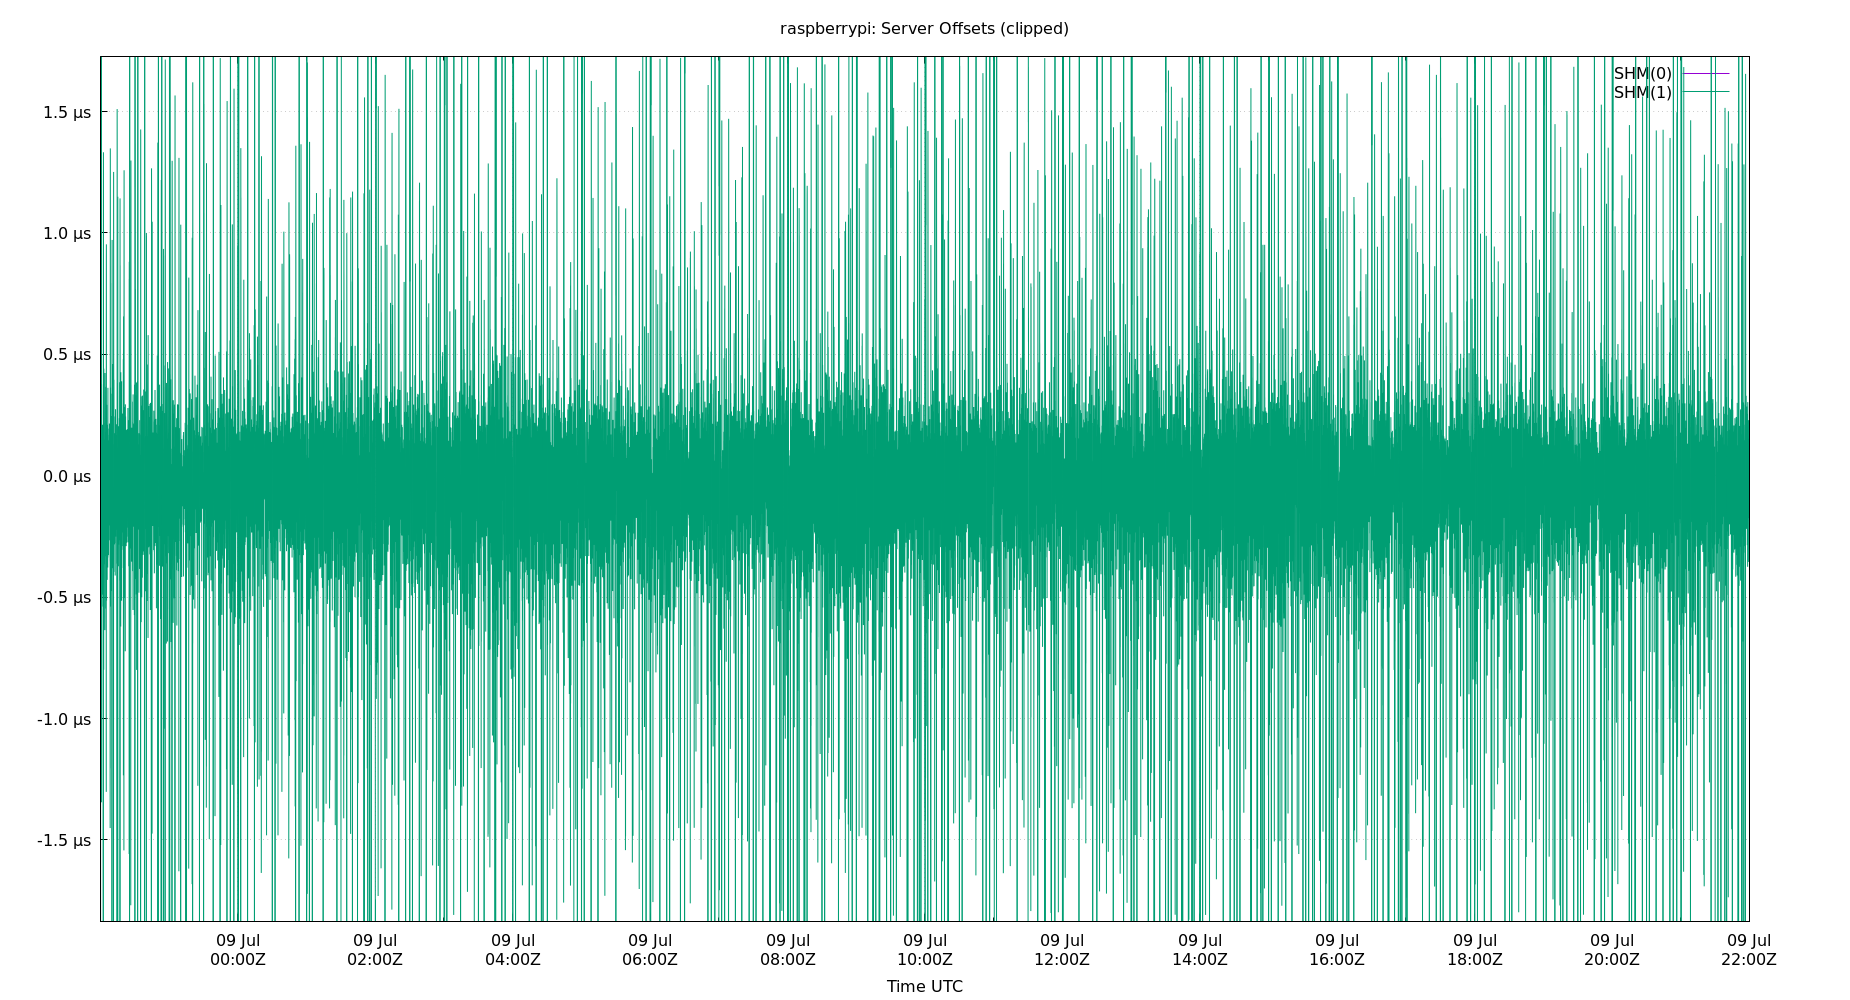 raspberrypi: Server Offsets (clipped)
SHM(0)
SHM(1)
1.5 µs
1.0 µs
0.5 µs
0.0 µs
-0.5 µs
-1.0 µs
-1.5 µs
09 Jul 09 Jul 09 Jul 09 Jul 09 Jul 09 Jul 09 Jul 09 Jul 09 Jul 09 Jul 09 Jul 09 Jul
00:00Z 02:00Z 04:00Z 06:00Z 08:00Z 10:00Z 12:00Z 14:00Z 16:00Z 18:00Z 20:00Z 22:00Z
Time UTC